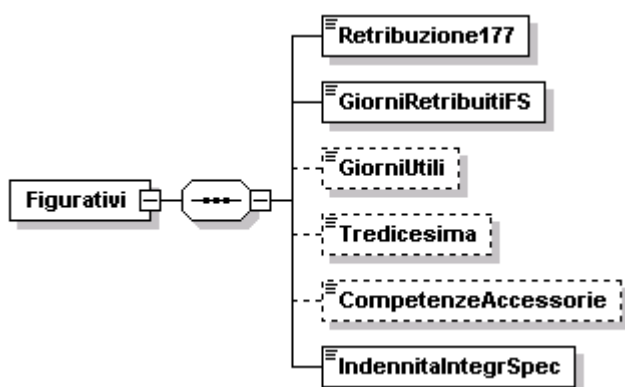 Retribuzione177
GiorniRetribuitiFS
GiorniUtili
Figurativi
Tredicesima
CompetenzeAccessorie
IndennitaIntegrSpec